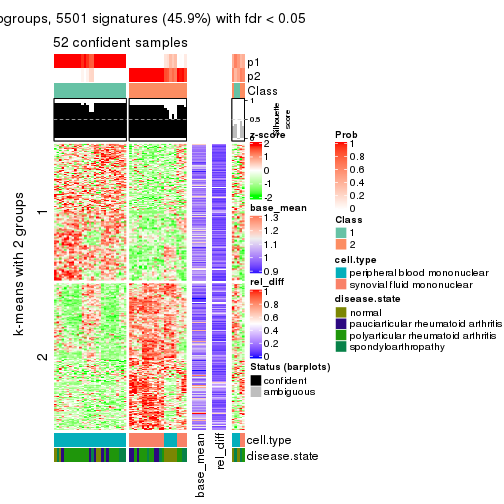 ogroups, 5501 signatures (45.9%) with fdr < 0.05
52 confident samples
p1
p2
Class
1
0.5
0
Silhouette
score
k-means with 2 groups
1
2
z-score
2
1
0
-1
-2
base_mean
1.3
1.2
1.1
1
0.9
rel_diff
1
0.8
0.6
0.4
0.2
0
Status (barplots)
confident
ambiguous
Prob
1
0.8
0.6
0.4
0.2
0
Class
1
2
cell.type
peripheral blood mononuclear
synovial fluid mononuclear
disease.state
normal
pauciarticular rheumatoid arthritis
polyarticular rheumatoid arthritis
spondyloarthropathy
cell.type
disease.state
base_mean
rel_diff